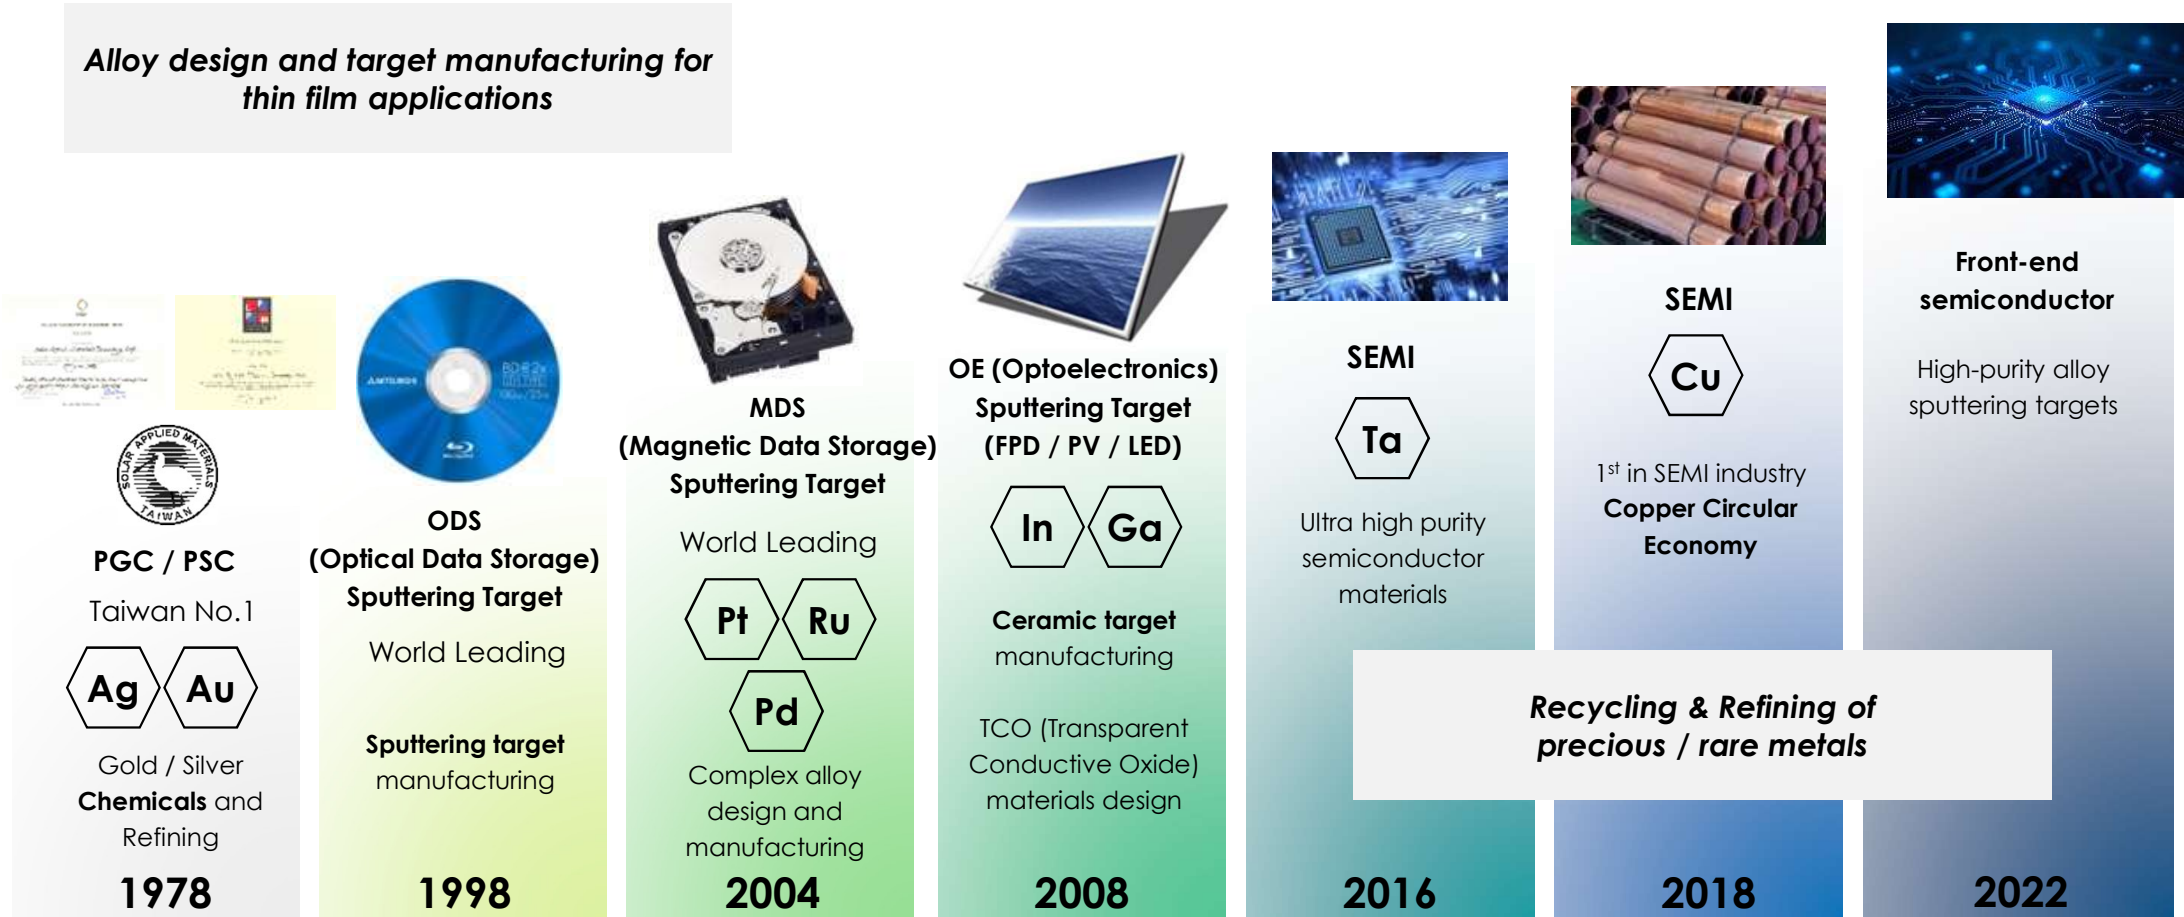 Alloy design and target manufacturing for
thin film applications
SOLAR APPLIED MATERIALS
TAIWAN
PGC / PSC
Taiwan No.1
Ag
Au
Gold / Silver
Chemicals and
Refining
1978
BD-R 2x
ODS
(Optical Data Storage)
Sputtering Target
World Leading
Sputtering target
manufacturing
1998
MDS
(Magnetic Data Storage)
Sputtering Target
World Leading
Pt
Ru
Pd
Complex alloy
design and
manufacturing
2004
OE (Optoelectronics)
Sputtering Target
(FPD / PV / LED)
In
Ga
Ceramic target
manufacturing
TCO (Transparent
Conductive Oxide)
materials design
2008
SEMI
Ta
Ultra high purity
semiconductor
materials
2016
SEMI
Cu
1st in SEMI industry
Copper Circular
Economy
2018
Front-end
semiconductor
High-purity alloy
sputtering targets
2022
Recycling & Refining of
precious / rare metals